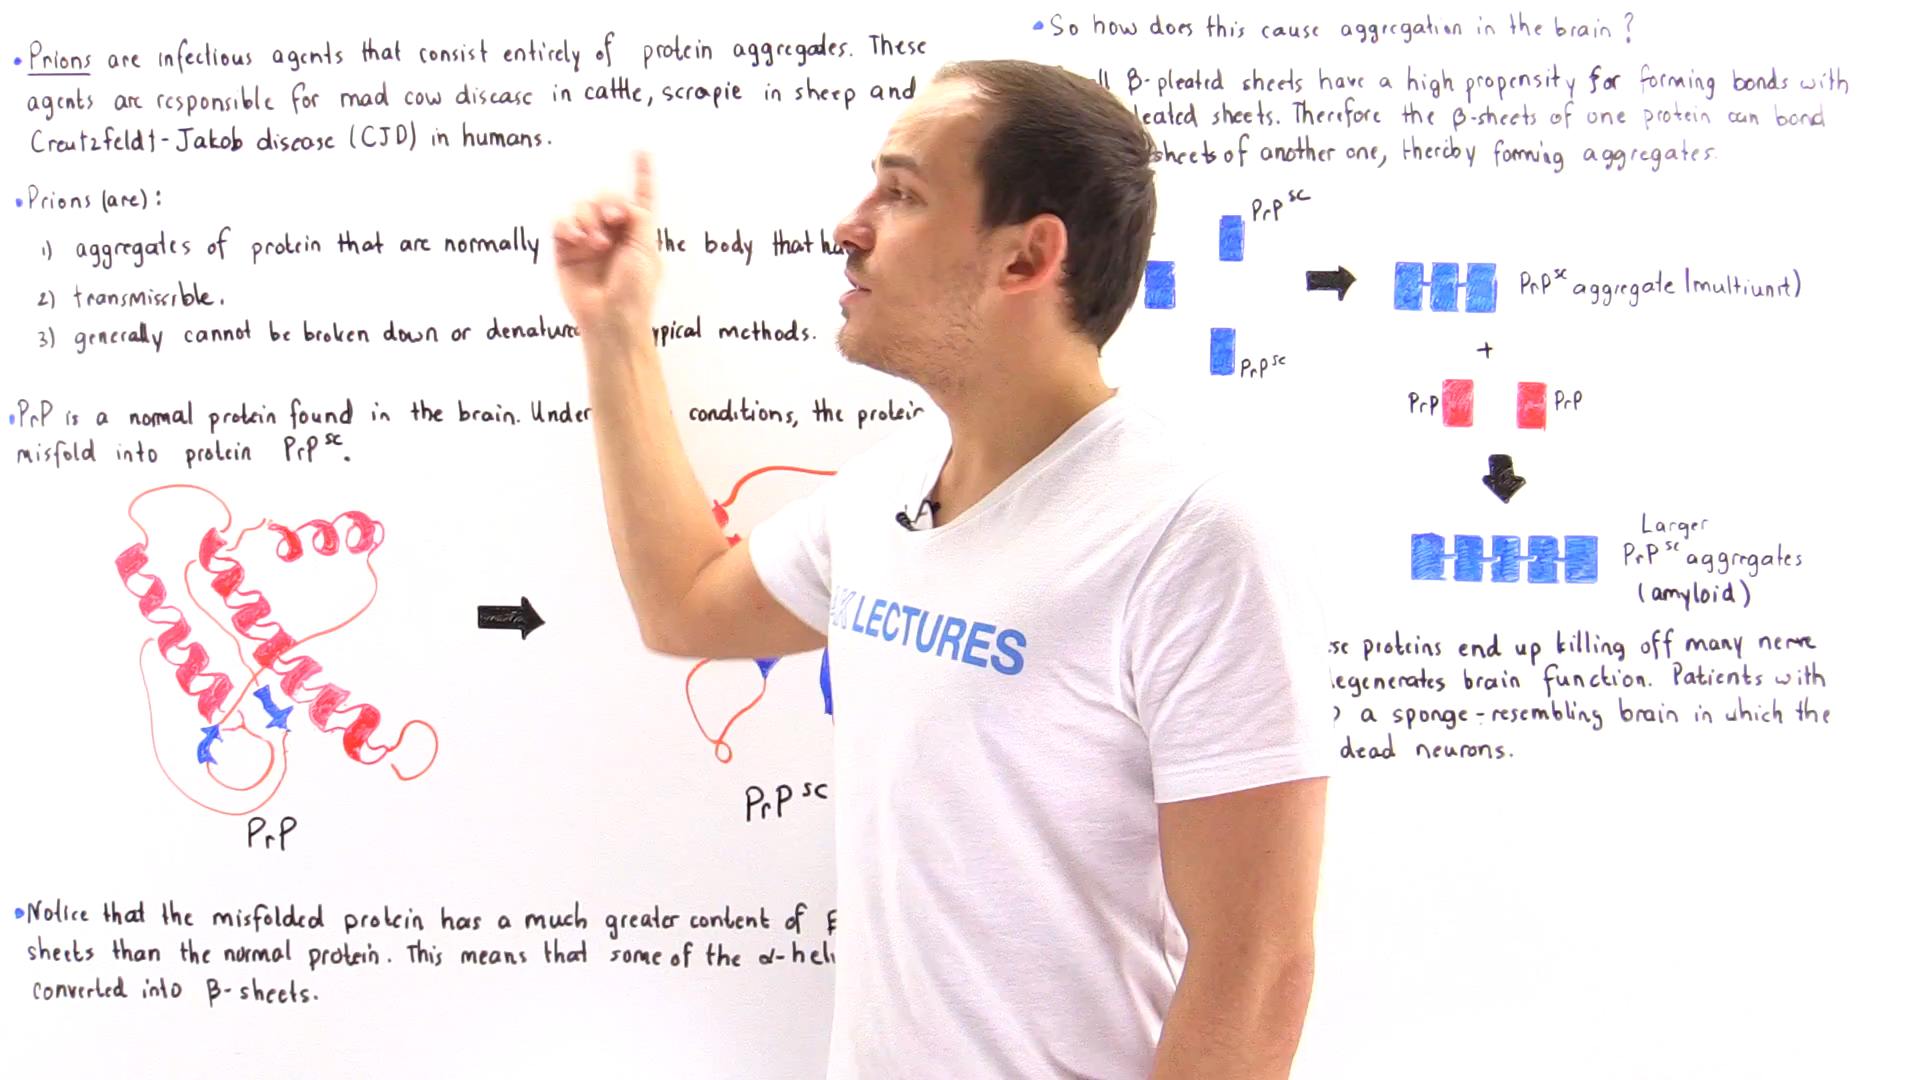 • Prions are infectious agents that consist entirely of protein aggregates. These
agents are responsible for mad cow disease in cattle, scrapie in sheep and
Creutzfeldt-Jakob disease (CJD) in humans.
• Prions (are):
1) aggregates of protein that are normally the body that
2) transmissible.
3) generally cannot be broken down or methods.
• PrP is a normal protein found in the brain. Under conditions, the protein
misfold into protein PrP^sc.
PrP
PrP^sc
• Notice that the misfolded protein has a much greater content of
sheets than the normal protein. This means that some of the α-
converted into β-sheets.
LECTURES
• So how does this cause aggregation in the brain?
β-pleated sheets have a high propensity for forming bonds with
sheets. Therefore the β-sheets of one protein can bond
sheets of another one, thereby forming aggregates.
PrP^sc
PrP^sc aggregate (multiunit)
PrP^sc
+
PrP PrP
Larger
PrP^sc aggregates
(amyloid)
proteins end up killing off many nerve
brain function. Patients with
a sponge-resembling brain in which the
dead neurons.